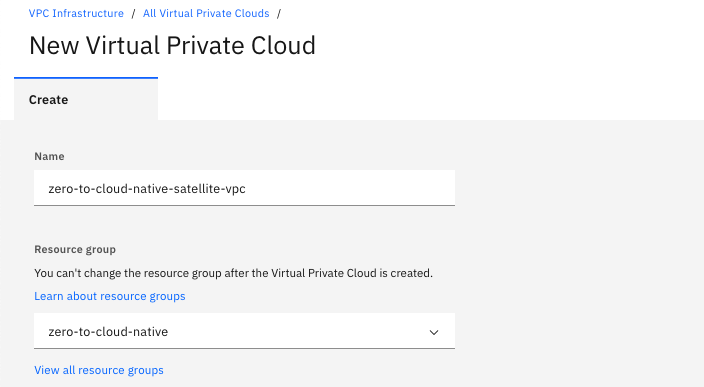 VPC Infrastructure / All Virtual Private Clouds /
New Virtual Private Cloud
Create
Name
zero-to-cloud-native-satellite-vpc
Resource group
You can't change the resource group after the Virtual Private Cloud is created.
Learn about resource groups
zero-to-cloud-native
View all resource groups